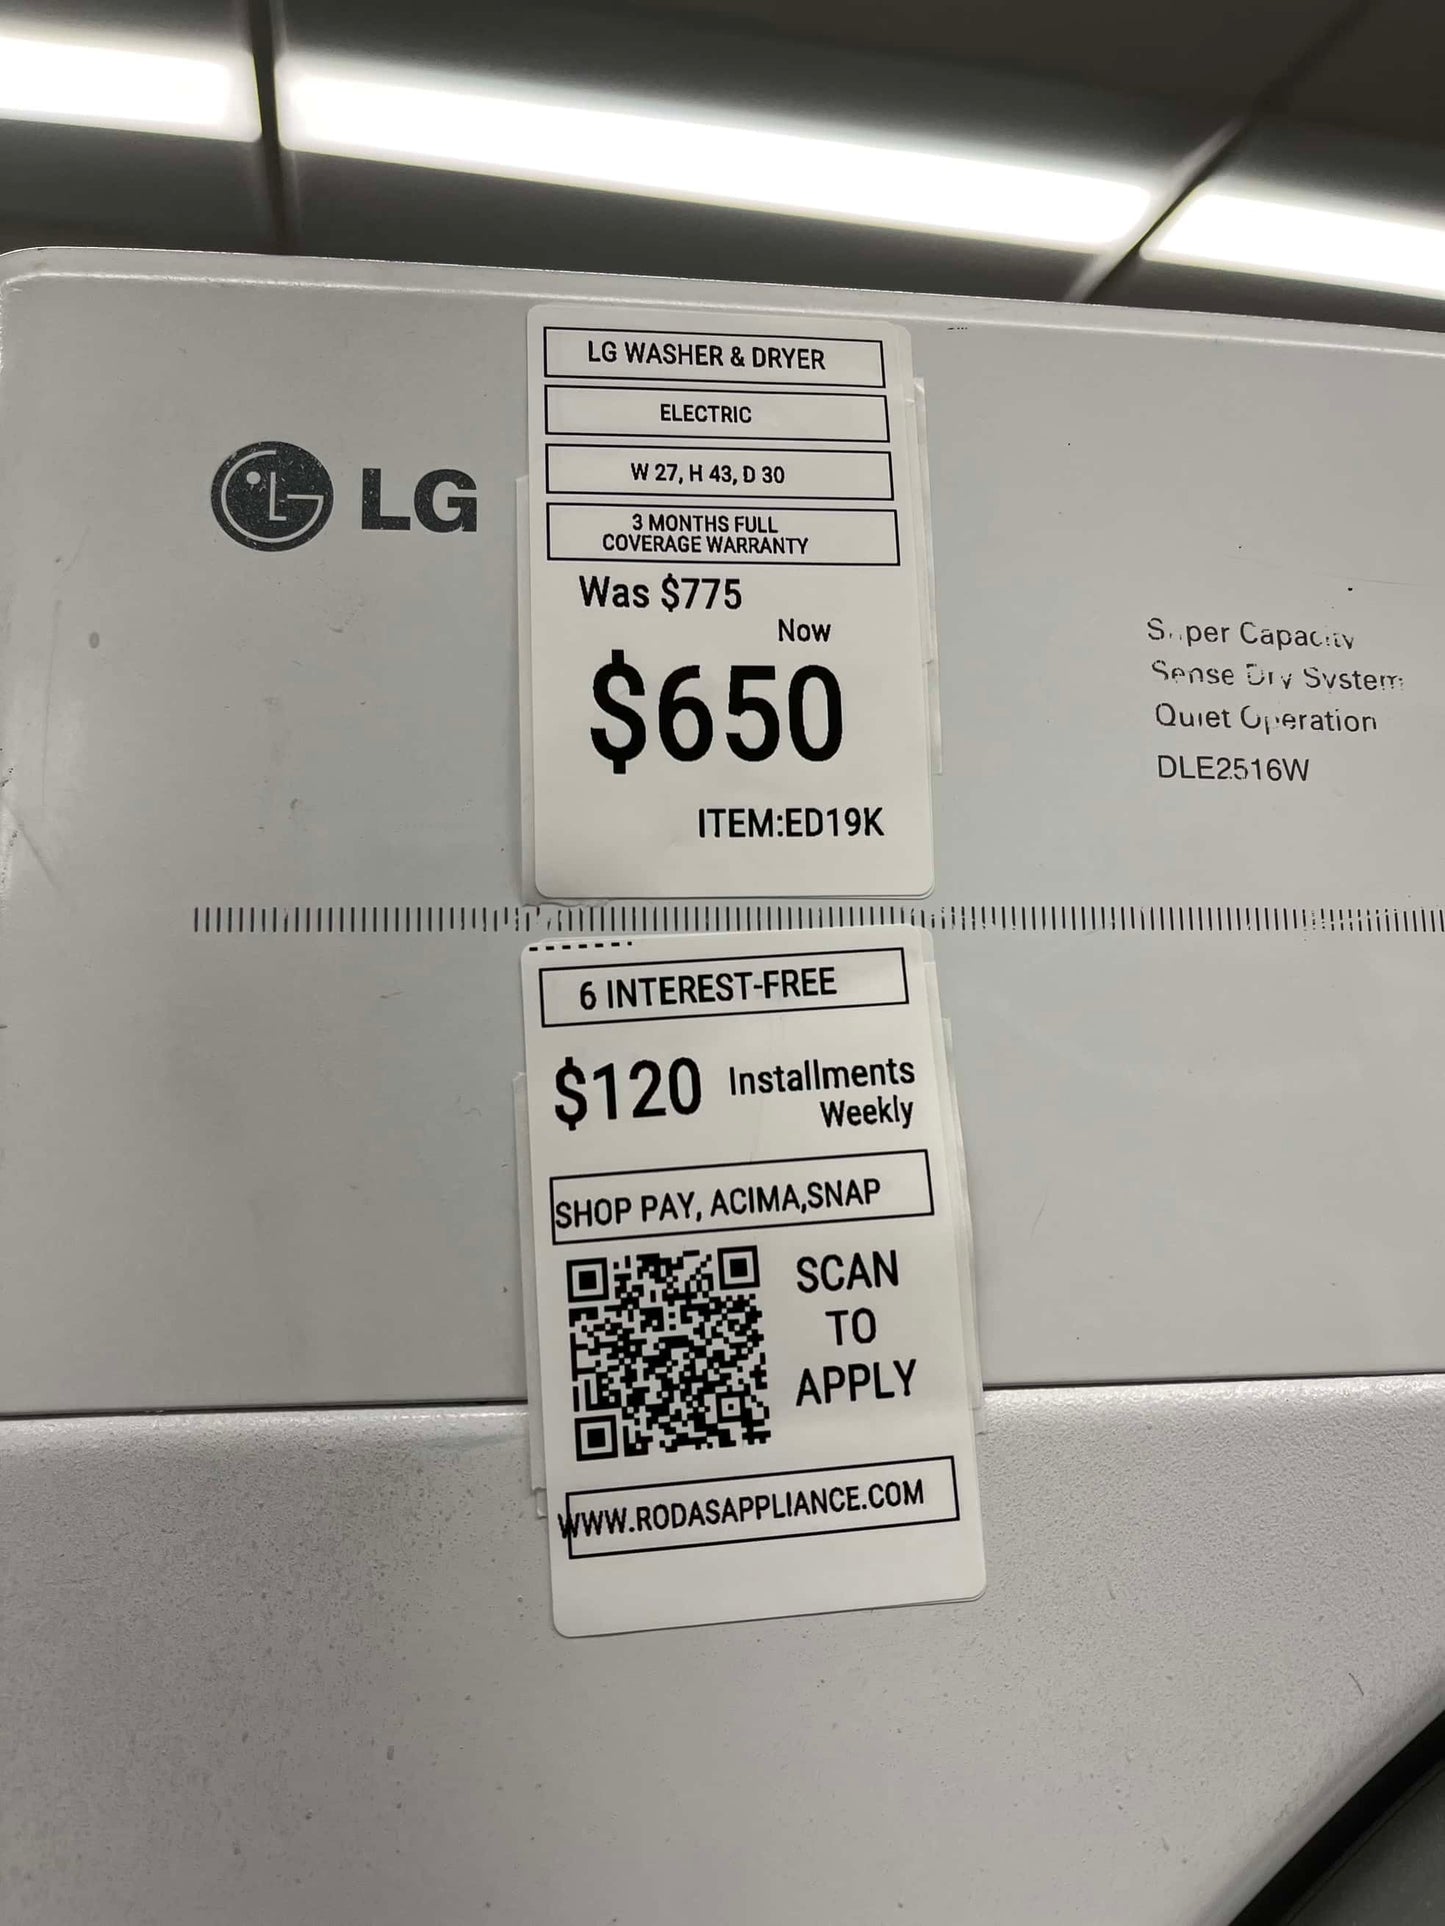 LG WASHER & DRYER
ELECTRIC
W 27, H 43, D 30
3 MONTHS FULL
COVERAGE WARRANTY
Was $775
Now
$650
ITEM:ED19K
LG
Super Capacity
Sense Dry System
Quiet Operation
DLE2516W
6 INTEREST-FREE
$120 Installments
Weekly
SHOP PAY, ACIMA,SNAP
SCAN
TO
APPLY
WWW.RODASAPPLIANCE.COM